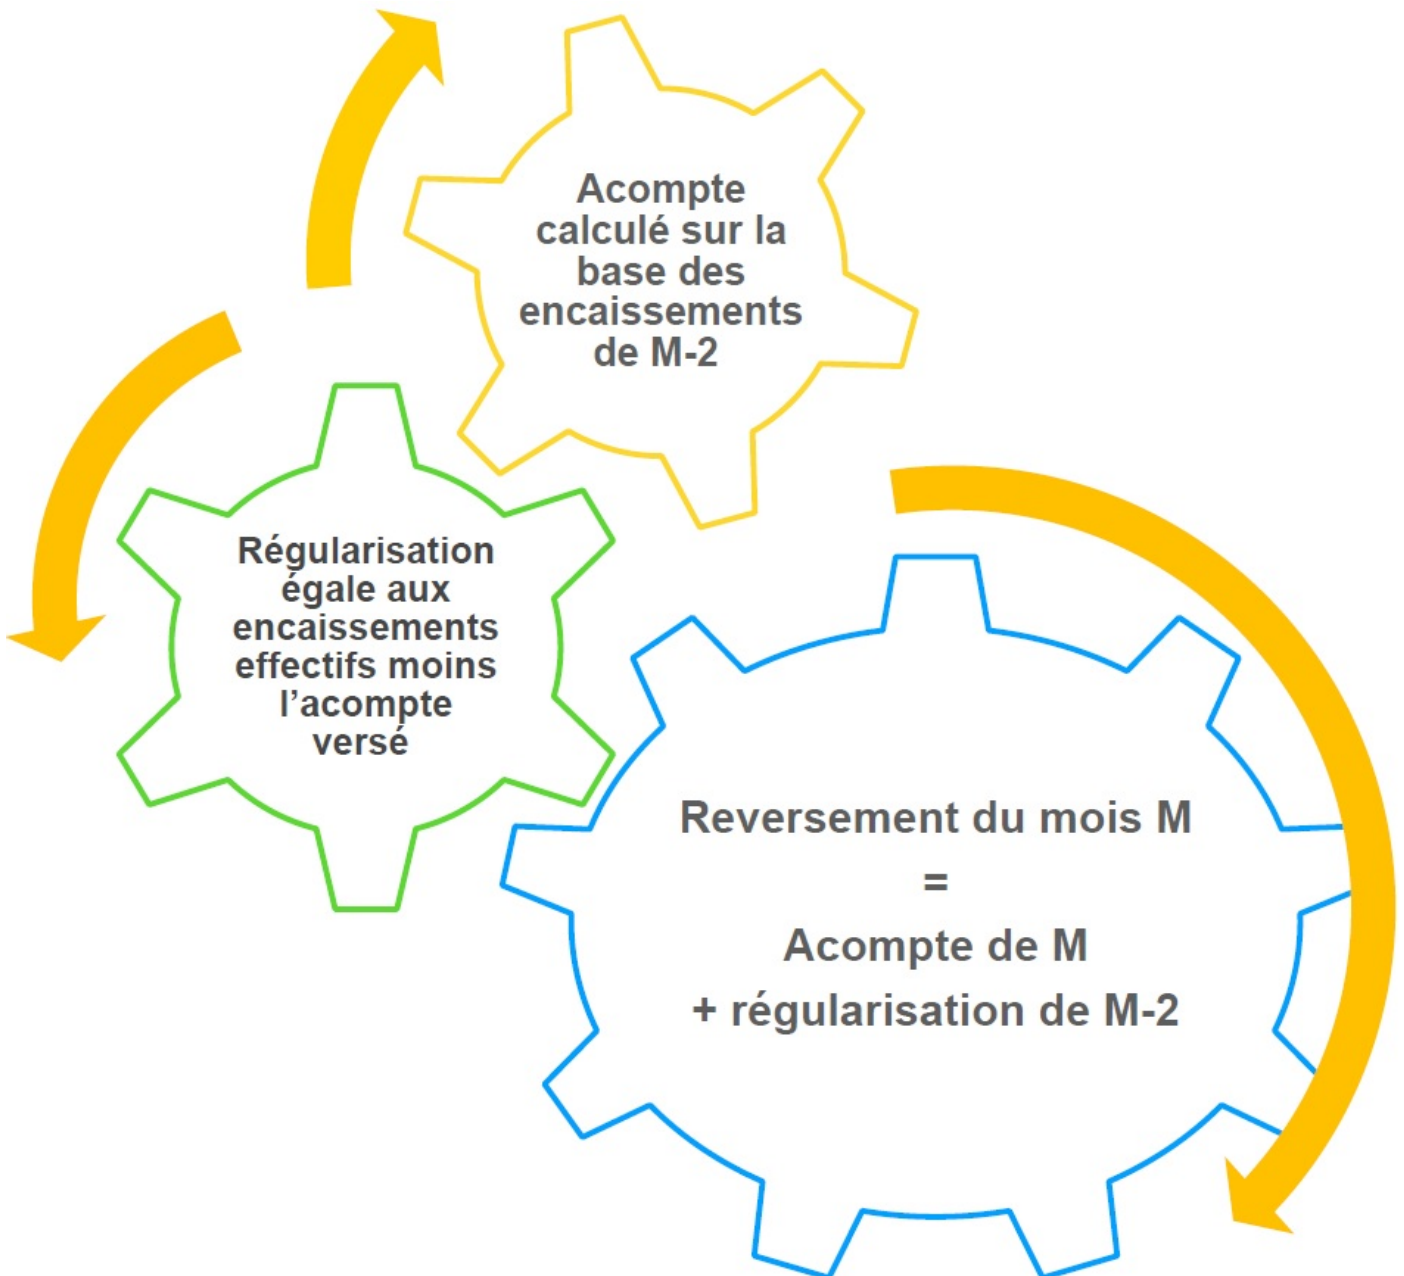 Acompte
calculé sur la
base des
encaissements
de M-2
Régularisation
égale aux
encaissements
effectifs moins
l’acompte
versé
Reversement du mois M
=
Acompte de M
+ régularisation de M-2